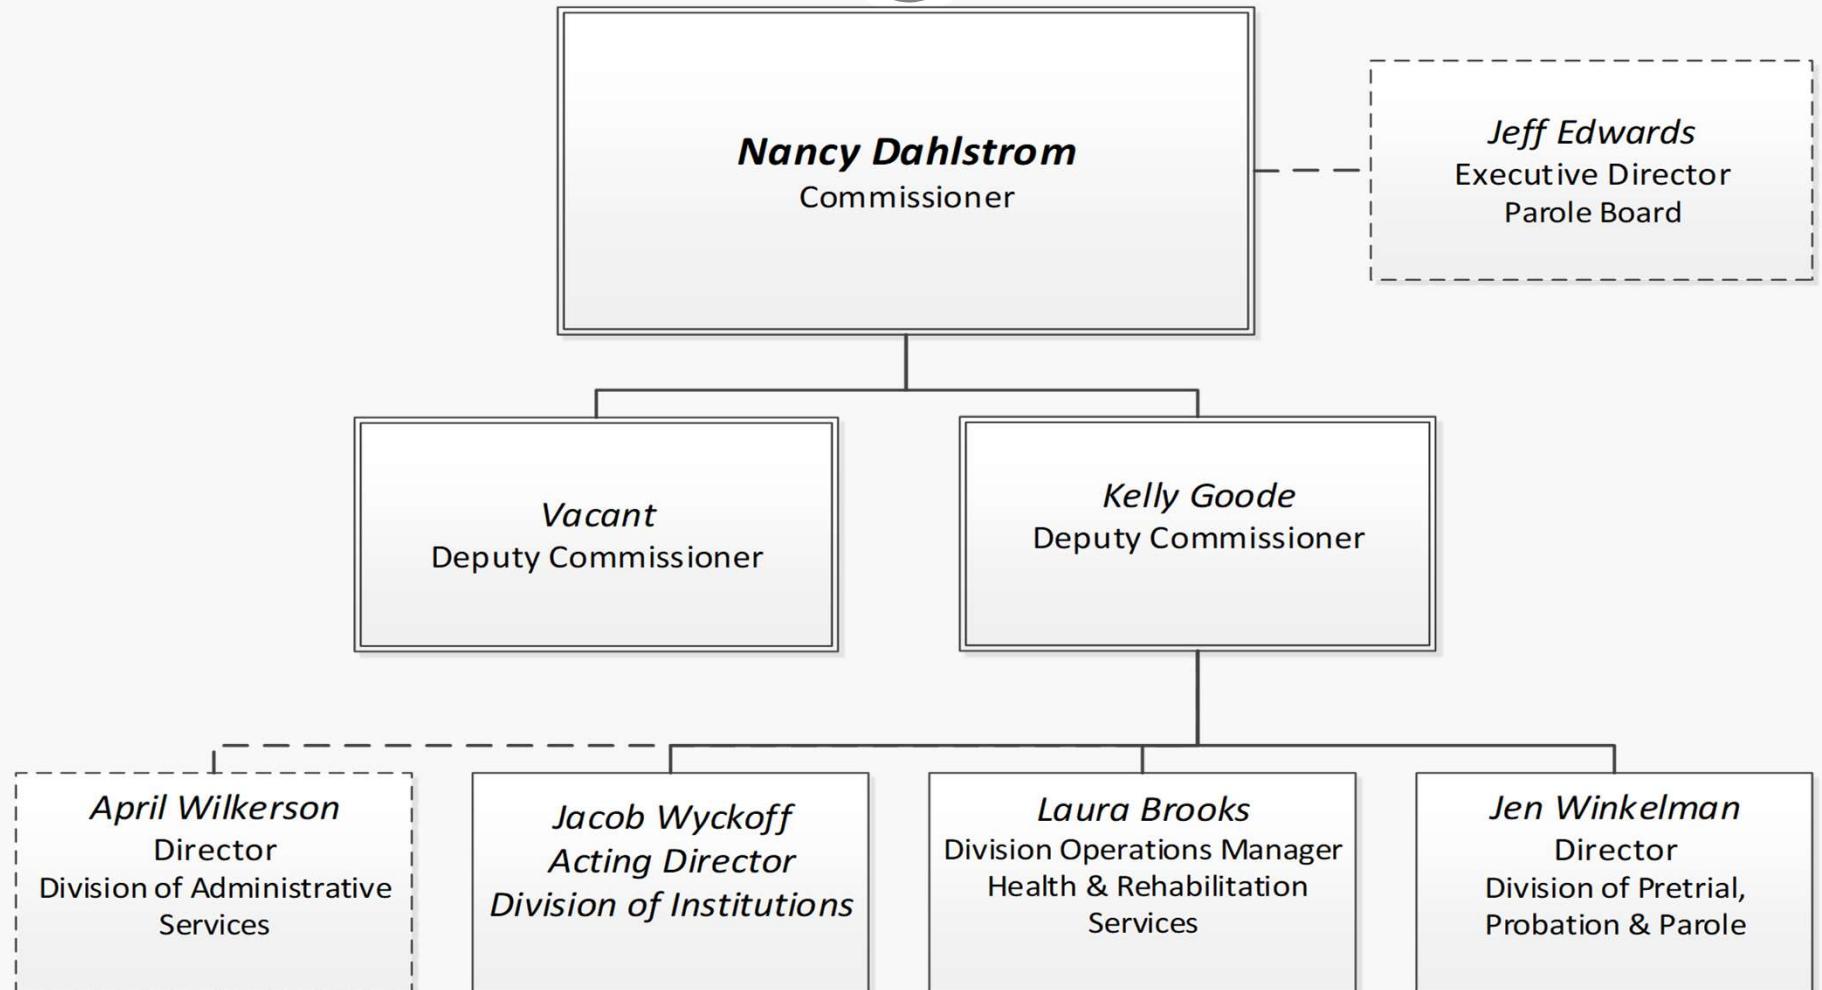 Nancy Dahlstrom
Commissioner
Jeff Edwards
Executive Director
Parole Board
Vacant
Deputy Commissioner
Kelly Goode
Deputy Commissioner
April Wilkerson
Director
Division of Administrative
Services
Jacob Wyckoff
Acting Director
Division of Institutions
Laura Brooks
Division Operations Manager
Health & Rehabilitation
Services
Jen Winkelman
Director
Division of Pretrial,
Probation & Parole